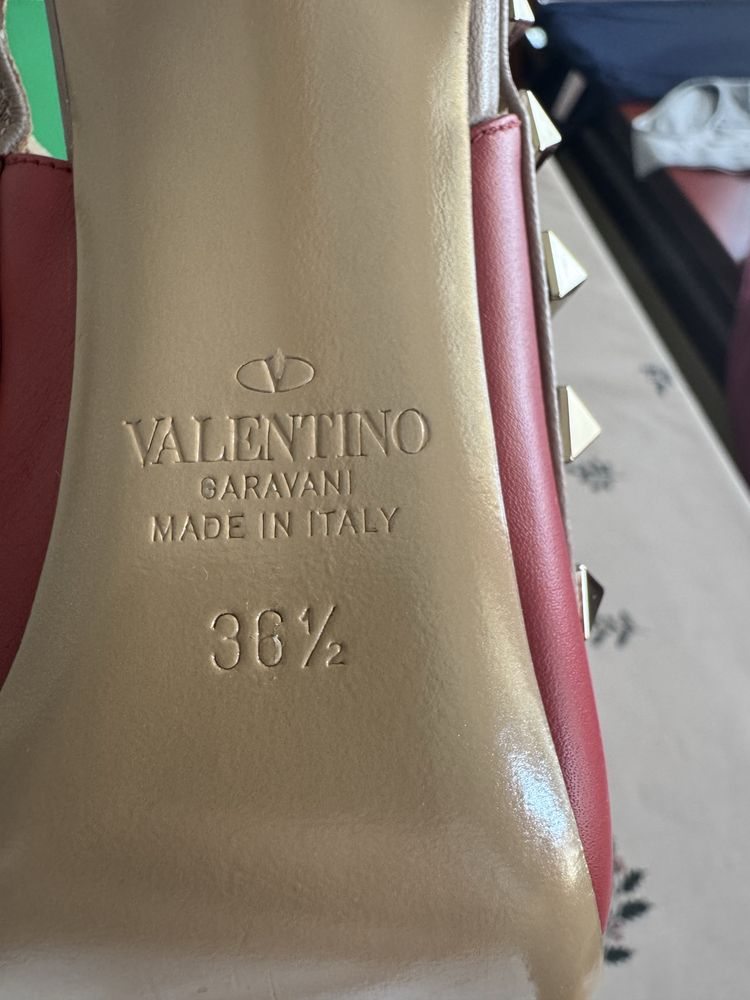 V
VALENTINO
GARAVANI
MADE IN ITALY
36½